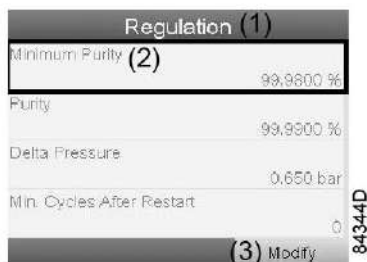 Regulation (1)
Minimum Purity (2)
99.9800 %
Purity
99.9900 %
Delta Pressure
0.650 bar
Min. Cycles After Restart
0
(3) Modify
84344D